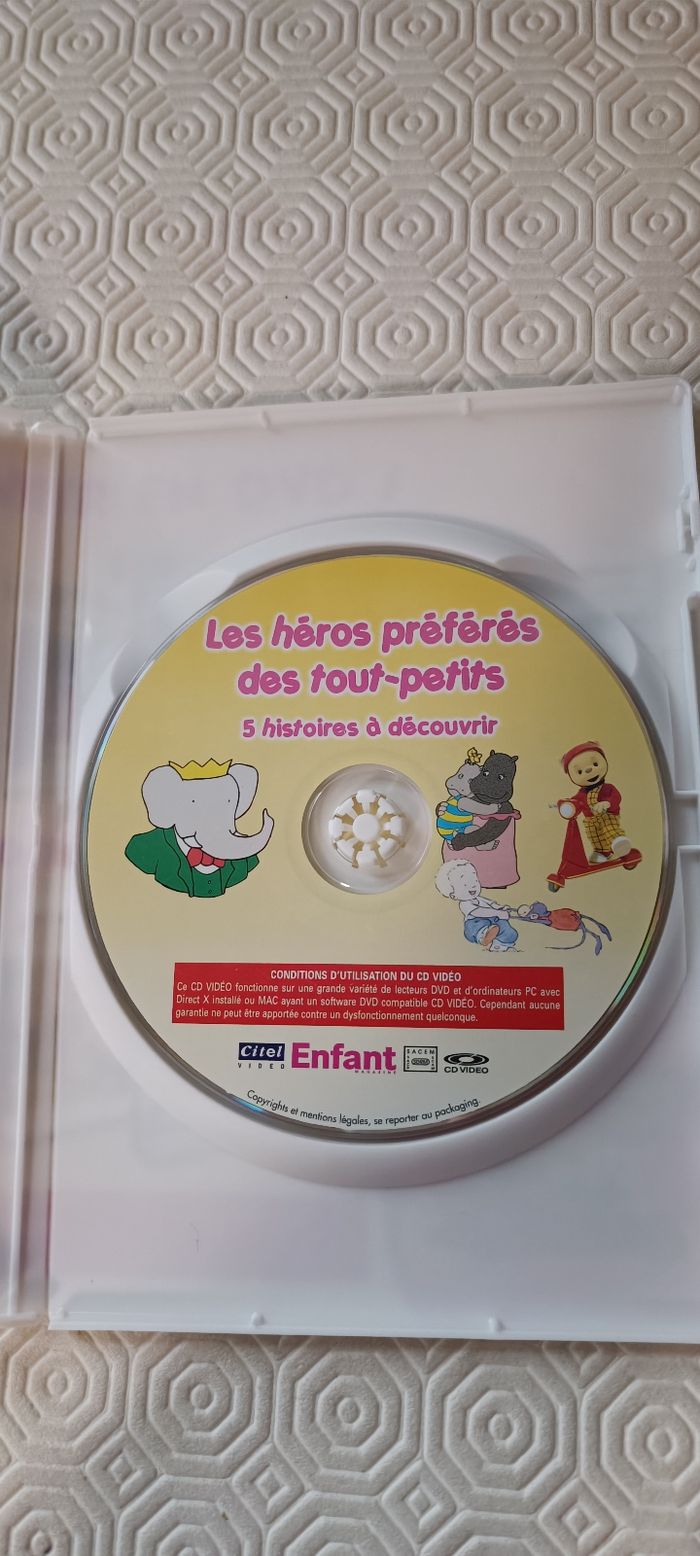 Les héros préférés
des tout-petits
5 histoires à découvrir
CONDITIONS D'UTILISATION DU CD VIDÉO
Ce CD VIDÉO fonctionne sur une grande variété de lecteurs DVD et d'ordinateurs PC avec
Direct X installé ou MAC ayant un software DVD compatible CD VIDÉO. Cependant aucune
garantie ne peut être apportée contre un dysfonctionnement quelconque.
Citel
VIDEO
Enfant
MAGAZINE
SACEM
CD VIDEO
Copyrights et mentions légales, se reporter au packaging.